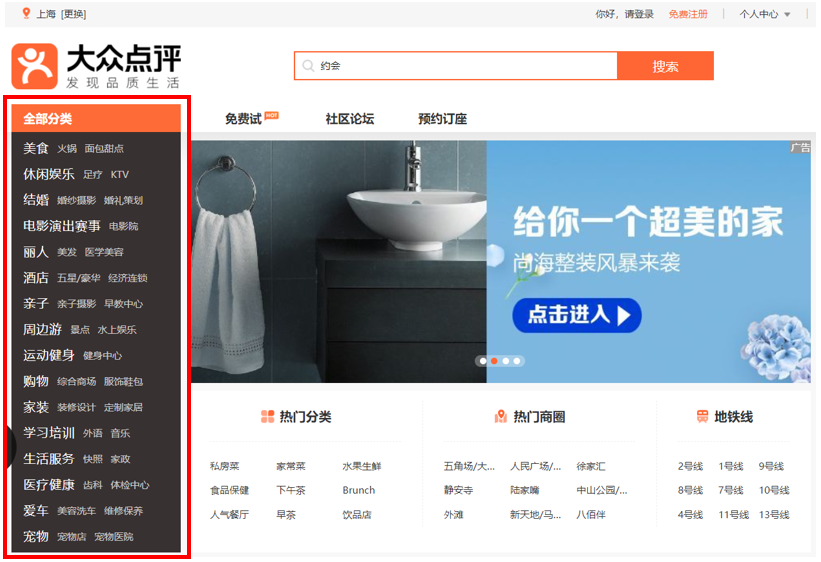 上海 [更换] 你好，请登录 免费注册 个人中心
大众点评
发现品质生活
约会 搜索
全部分类 免费试 HOT 社区论坛 预约订座
美食 火锅 面包甜点
休闲娱乐 足疗 KTV
结婚 婚纱摄影 婚礼策划
电影演出赛事 电影院
丽人 美发 医学美容
酒店 五星/豪华 经济连锁
亲子 亲子摄影 早教中心
周边游 景点 水上娱乐
运动健身 健身中心
购物 综合商场 服饰鞋包
家装 装修设计 定制家居
学习培训 外语 音乐
生活服务 快照 家政
医疗健康 齿科 体检中心
爱车 美容洗车 维修保养
宠物 宠物店 宠物医院
广告
给你一个超美的家
尚海整装风暴来袭
点击进入
热门分类
私房菜 家常菜 水果生鲜
食品保健 下午茶 Brunch
人气餐厅 早茶 饮品店
热门商圈
五角场/大... 人民广场/... 徐家汇
静安寺 陆家嘴 中山公园/...
外滩 新天地/马... 八佰伴
地铁线
2号线 1号线 9号线
8号线 7号线 10号线
4号线 11号线 13号线